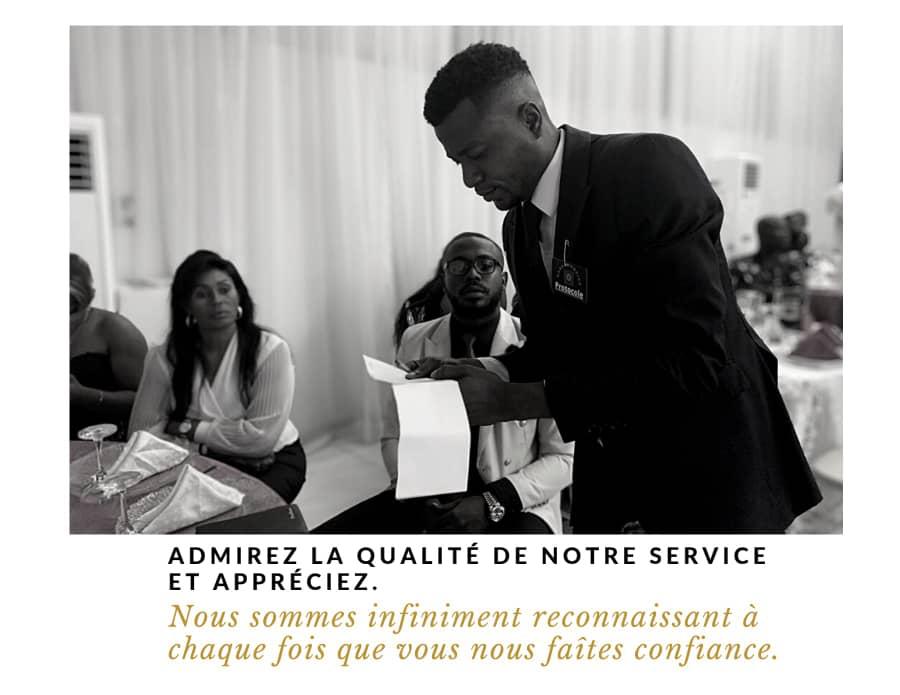 Protocole
ADMIREZ LA QUALITÉ DE NOTRE SERVICE
ET APPRÉCIEZ.
Nous sommes infiniment reconnaissant à
chaque fois que vous nous faîtes confiance.